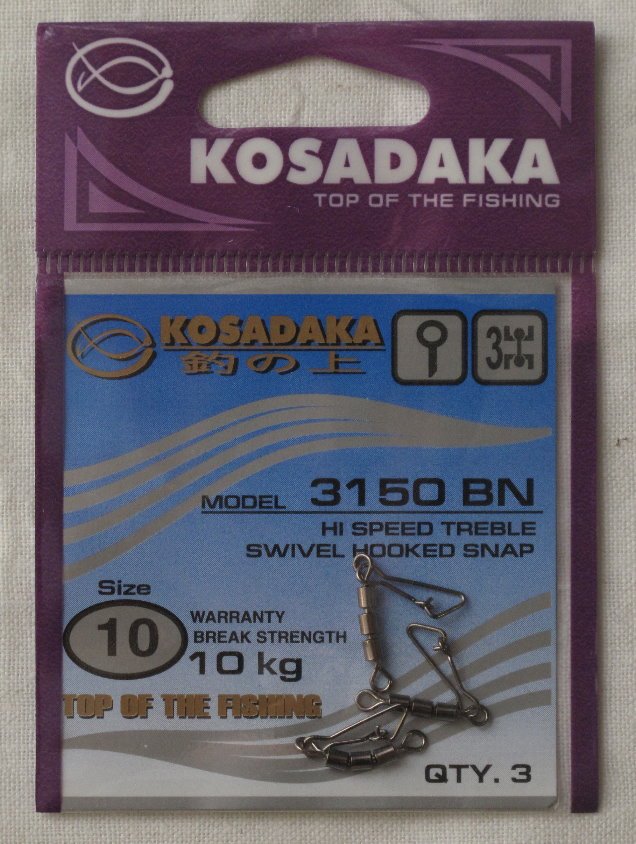 KOSADAKA
TOP OF THE FISHING
KOSADAKA
釣の上
3
MODEL 3150 BN
HI SPEED TREBLE
SWIVEL HOOKED SNAP
Size
10
WARRANTY
BREAK STRENGTH
10 kg
TOP OF THE FISHING
QTY. 3